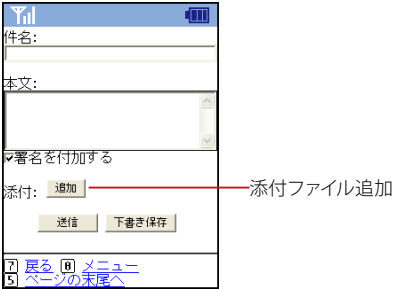 件名:
本文:
署名を付加する
添付: 追加 添付ファイル追加
送信 下書き保存
7 戻る 0 メニュー
5 ページの末尾へ